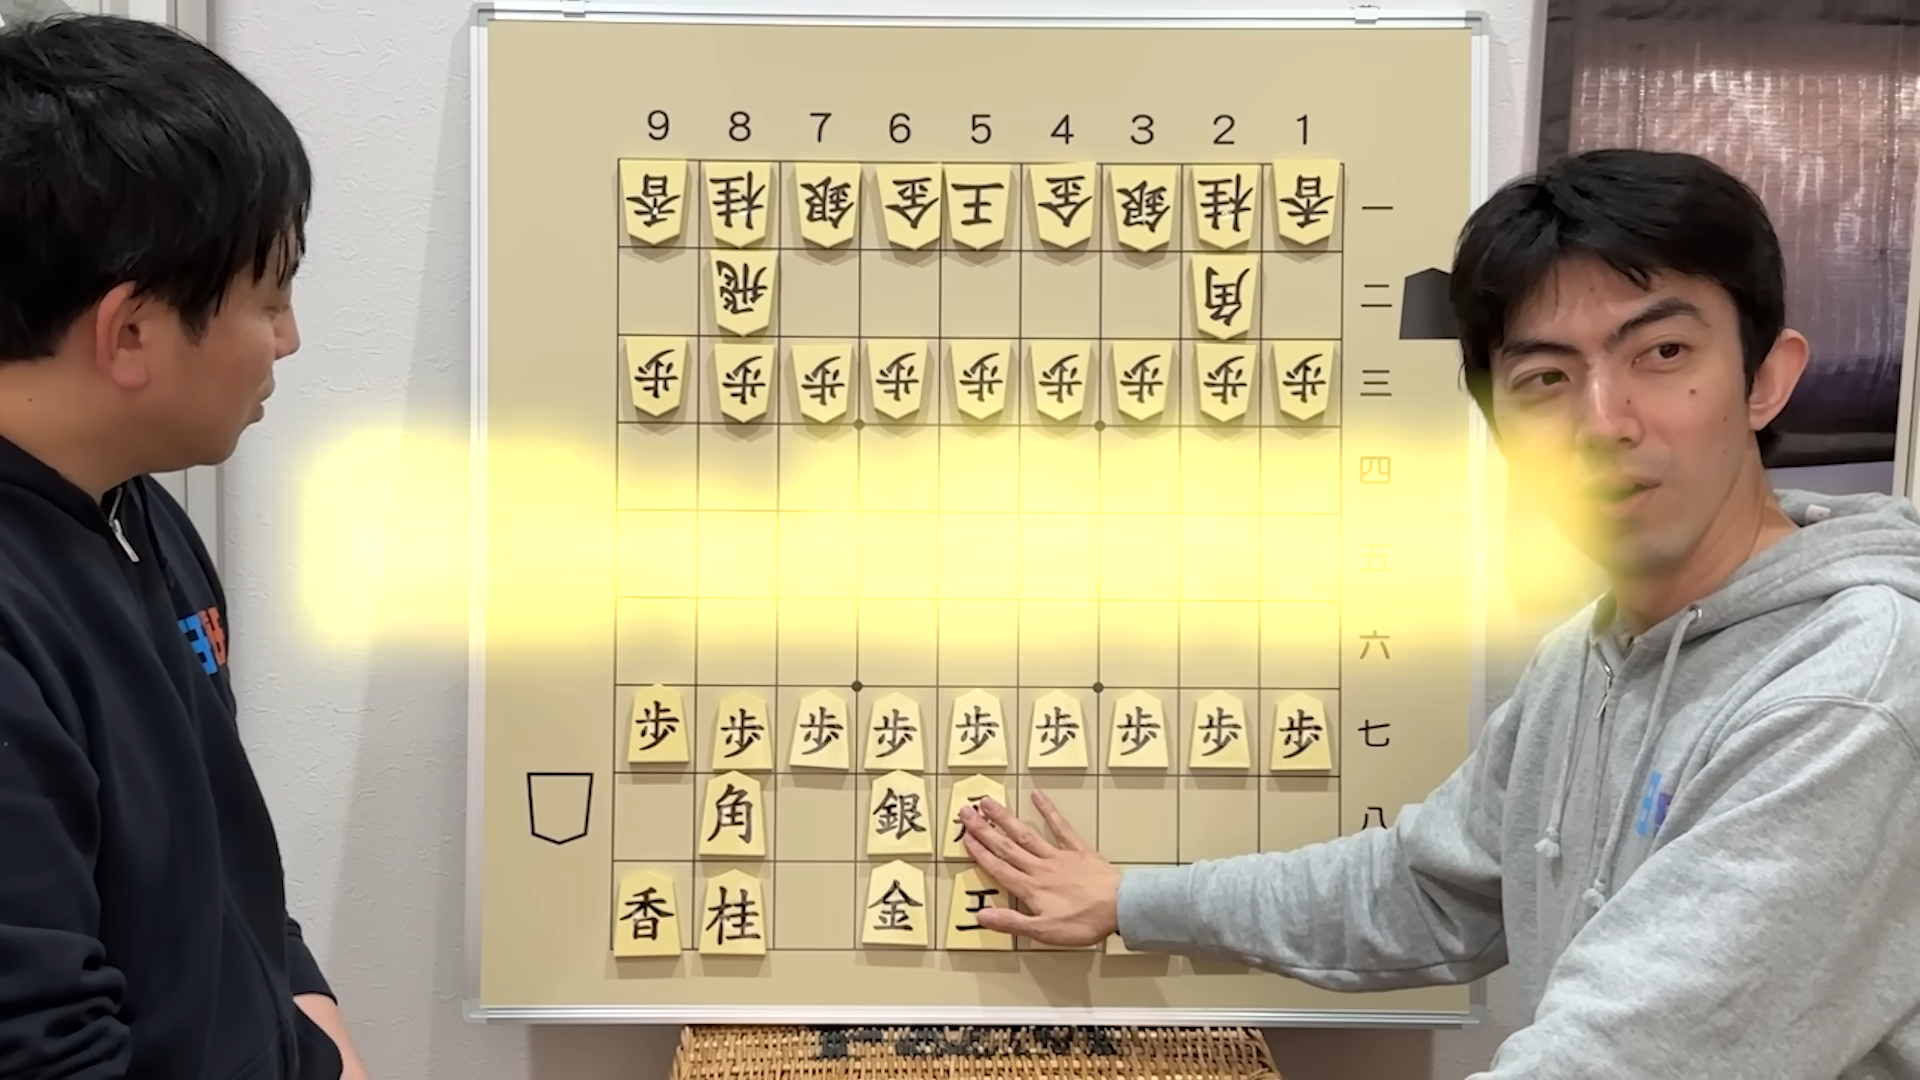 9 8 7 6 5 4 3 2 1
香 桂 銀 金 王 金 銀 桂 香 一
飛 角 二
歩 歩 歩 歩 歩 歩 歩 歩 歩 三
四
五
六
歩 歩 歩 歩 歩 歩 歩 歩 歩 七
角 銀 八
香 桂 金 王